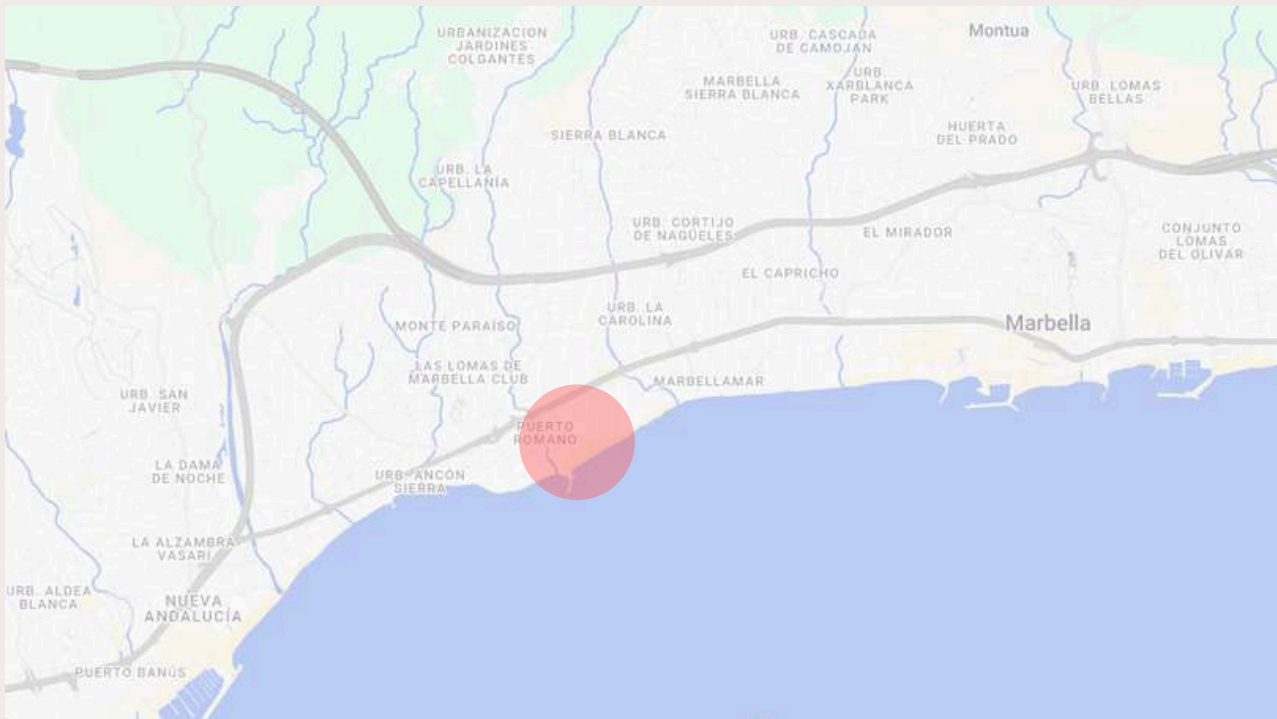 URBANIZACION
JARDINES
COLGANTES
URB. CASCADA
DE CAMOJAN
Montua
MARBELLA
SIERRA BLANCA
URB.
XARBLANCA
PARK
URB. LOMAS
BELLAS
SIERRA BLANCA
HUERTA
DEL PRADO
URB. LA
CAPELLANÍA
URB. CORTIJO
DE NAGÜELES
EL MIRADOR
CONJUNTO
LOMAS
DEL OLIVAR
EL CAPRICHO
URB. LA
CAROLINA
MONTE PARAÍSO
Marbella
LAS LOMAS DE
MARBELLA CLUB
MARBELLAMAR
URB. SAN
JAVIER
PUERTO
ROMANO
LA DAMA
DE NOCHE
URB. ANCÓN
SIERRA
LA ALZAMBRA
VASARI
URB. ALDEA
BLANCA
NUEVA
ANDALUCÍA
PUERTO BANÚS